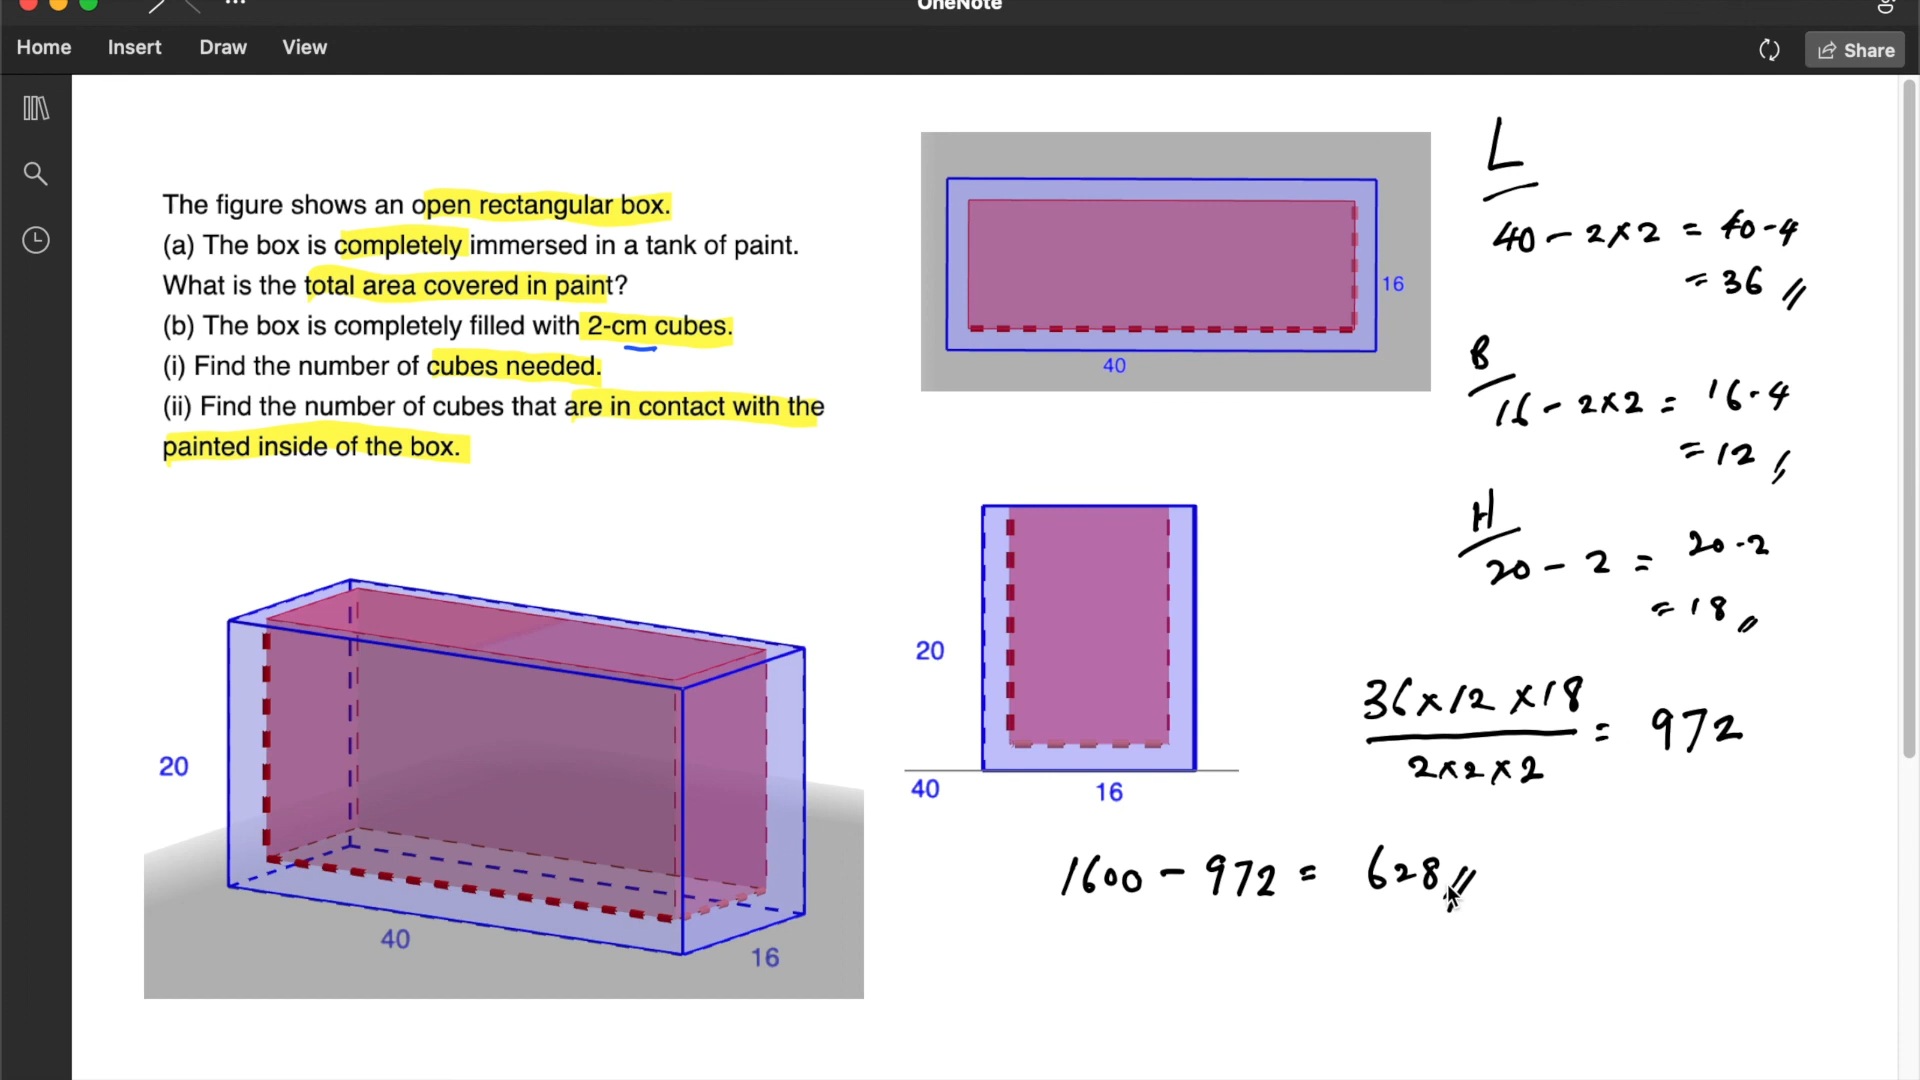 OneNote
Home Insert Draw View
Share
The figure shows an open rectangular box.
(a) The box is completely immersed in a tank of paint.
What is the total area covered in paint?
(b) The box is completely filled with 2-cm cubes.
(i) Find the number of cubes needed.
(ii) Find the number of cubes that are in contact with the
painted inside of the box.
20
40
16
16
40
20
40
16
L
40 - 2×2 = 40-4
= 36
B
16 - 2×2 = 16-4
= 12
H
20 - 2 = 20-2
= 18
36×12×18
2×2×2
= 972
1600 - 972 = 628